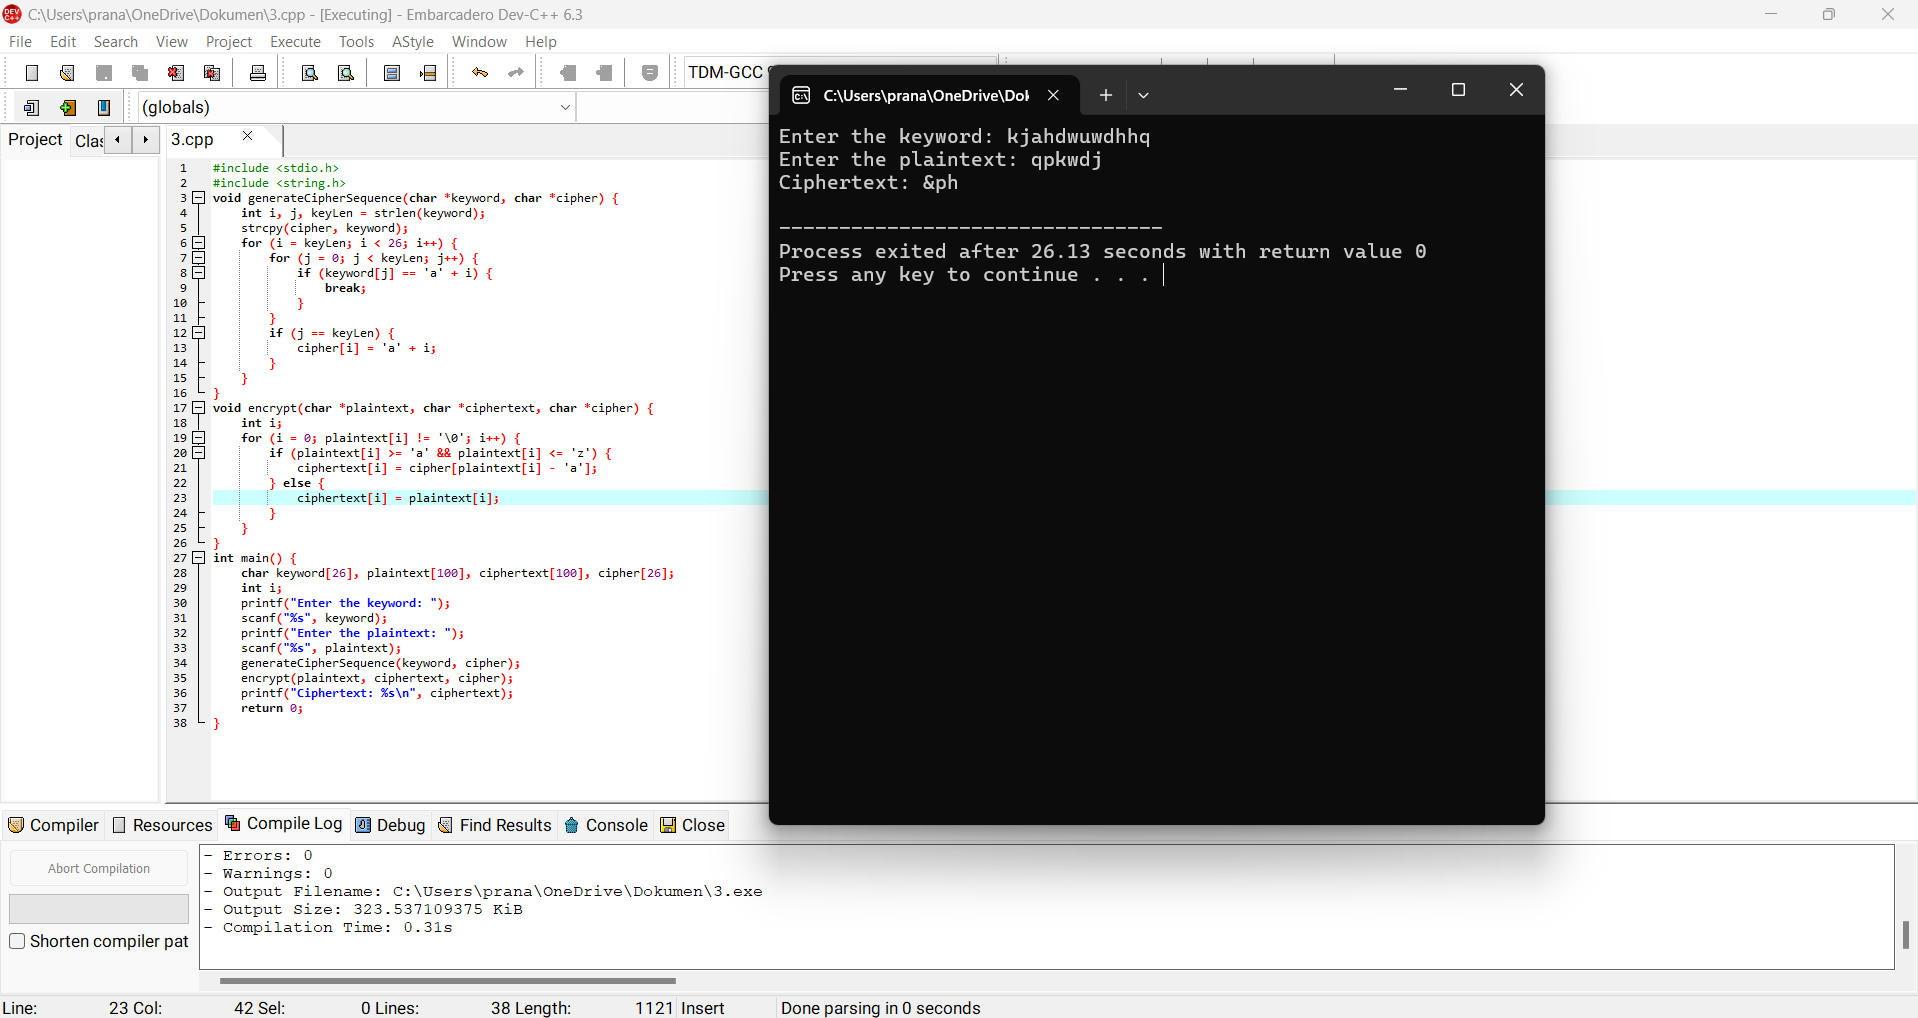 C:\Users\prana\OneDrive\Dokumen\3.cpp - [Executing] - Embarcadero Dev-C++ 6.3
File Edit Search View Project Execute Tools AStyle Window Help
TDM-GCC
(globals)
Project
3.cpp
1 #include <stdio.h>
2 #include <string.h>
3 void generateCipherSequence(char *keyword, char *cipher) {
4 int i, j, keyLen = strlen(keyword);
5 strcpy(cipher, keyword);
6 for (i = keyLen; i < 26; i++) {
7 for (j = 0; j < keyLen; j++) {
8 if (keyword[j] == 'a' + i) {
9 break;
10 }
11 }
12 if (j == keyLen) {
13 cipher[i] = 'a' + i;
14 }
15 }
16 }
17 void encrypt(char *plaintext, char *ciphertext, char *cipher) {
18 int i;
19 for (i = 0; plaintext[i] != '\0'; i++) {
20 if (plaintext[i] >= 'a' && plaintext[i] <= 'z') {
21 ciphertext[i] = cipher[plaintext[i] - 'a'];
22 } else {
23 ciphertext[i] = plaintext[i];
24 }
25 }
26 }
27 int main() {
28 char keyword[26], plaintext[100], ciphertext[100], cipher[26];
29 int i;
30 printf("Enter the keyword: ");
31 scanf("%s", keyword);
32 printf("Enter the plaintext: ");
33 scanf("%s", plaintext);
34 generateCipherSequence(keyword, cipher);
35 encrypt(plaintext, ciphertext, cipher);
36 printf("Ciphertext: %s\n", ciphertext);
37 return 0;
38 }
C:\Users\prana\OneDrive\Dok
Enter the keyword: kjahdwuwdhhq
Enter the plaintext: qpkwdj
Ciphertext: &ph
--------------------------------
Process exited after 26.13 seconds with return value 0
Press any key to continue . . .
Compiler Resources Compile Log Debug Find Results Console Close
Abort Compilation
Shorten compiler pat
- Errors: 0
- Warnings: 0
- Output Filename: C:\Users\prana\OneDrive\Dokumen\3.exe
- Output Size: 323.537109375 KiB
- Compilation Time: 0.31s
Line: 23 Col: 42 Sel: 0 Lines: 38 Length: 1121 Insert Done parsing in 0 seconds